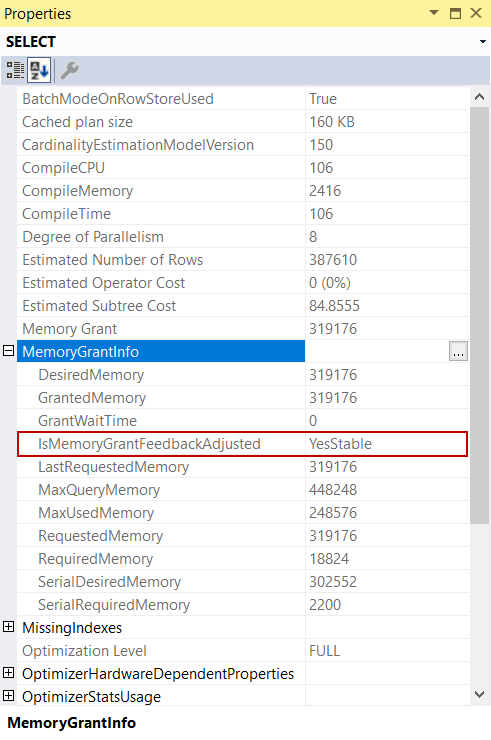 Properties
SELECT
BatchModeOnRowStoreUsed True
Cached plan size 160 KB
CardinalityEstimationModelVersion 150
CompileCPU 106
CompileMemory 2416
CompileTime 106
Degree of Parallelism 8
Estimated Number of Rows 387610
Estimated Operator Cost 0 (0%)
Estimated Subtree Cost 84.8555
Memory Grant 319176
MemoryGrantInfo ...
DesiredMemory 319176
GrantedMemory 319176
GrantWaitTime 0
IsMemoryGrantFeedbackAdjusted YesStable
LastRequestedMemory 319176
MaxQueryMemory 448248
MaxUsedMemory 248576
RequestedMemory 319176
RequiredMemory 18824
SerialDesiredMemory 302552
SerialRequiredMemory 2200
MissingIndexes
Optimization Level FULL
OptimizerHardwareDependentProperties
OptimizerStatsUsage
MemoryGrantInfo